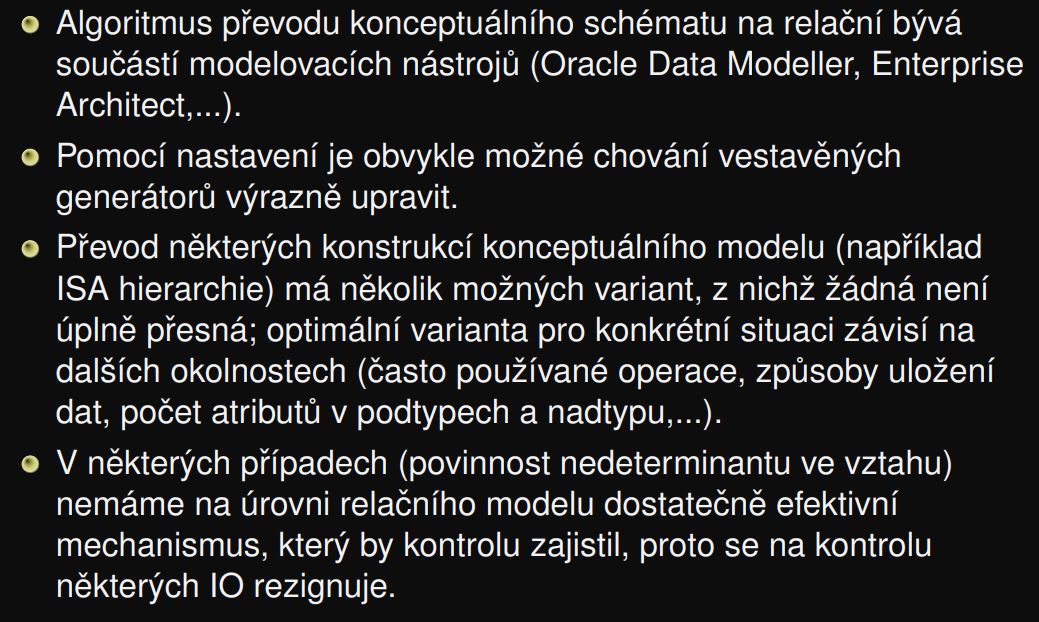 Algoritmus převodu konceptuálního schématu na relační bývá
součástí modelovacích nástrojů (Oracle Data Modeller, Enterprise
Architect,...).
Pomocí nastavení je obvykle možné chování vestavěných
generátorů výrazně upravit.
Převod některých konstrukcí konceptuálního modelu (například
ISA hierarchie) má několik možných variant, z nichž žádná není
úplně přesná; optimální varianta pro konkrétní situaci závisí na
dalších okolnostech (často používané operace, způsoby uložení
dat, počet atributů v podtypech a nadtypu,...).
V některých případech (povinnost nedeterminantu ve vztahu)
nemáme na úrovni relačního modelu dostatečně efektivní
mechanismus, který by kontrolu zajistil, proto se na kontrolu
některých IO rezignuje.